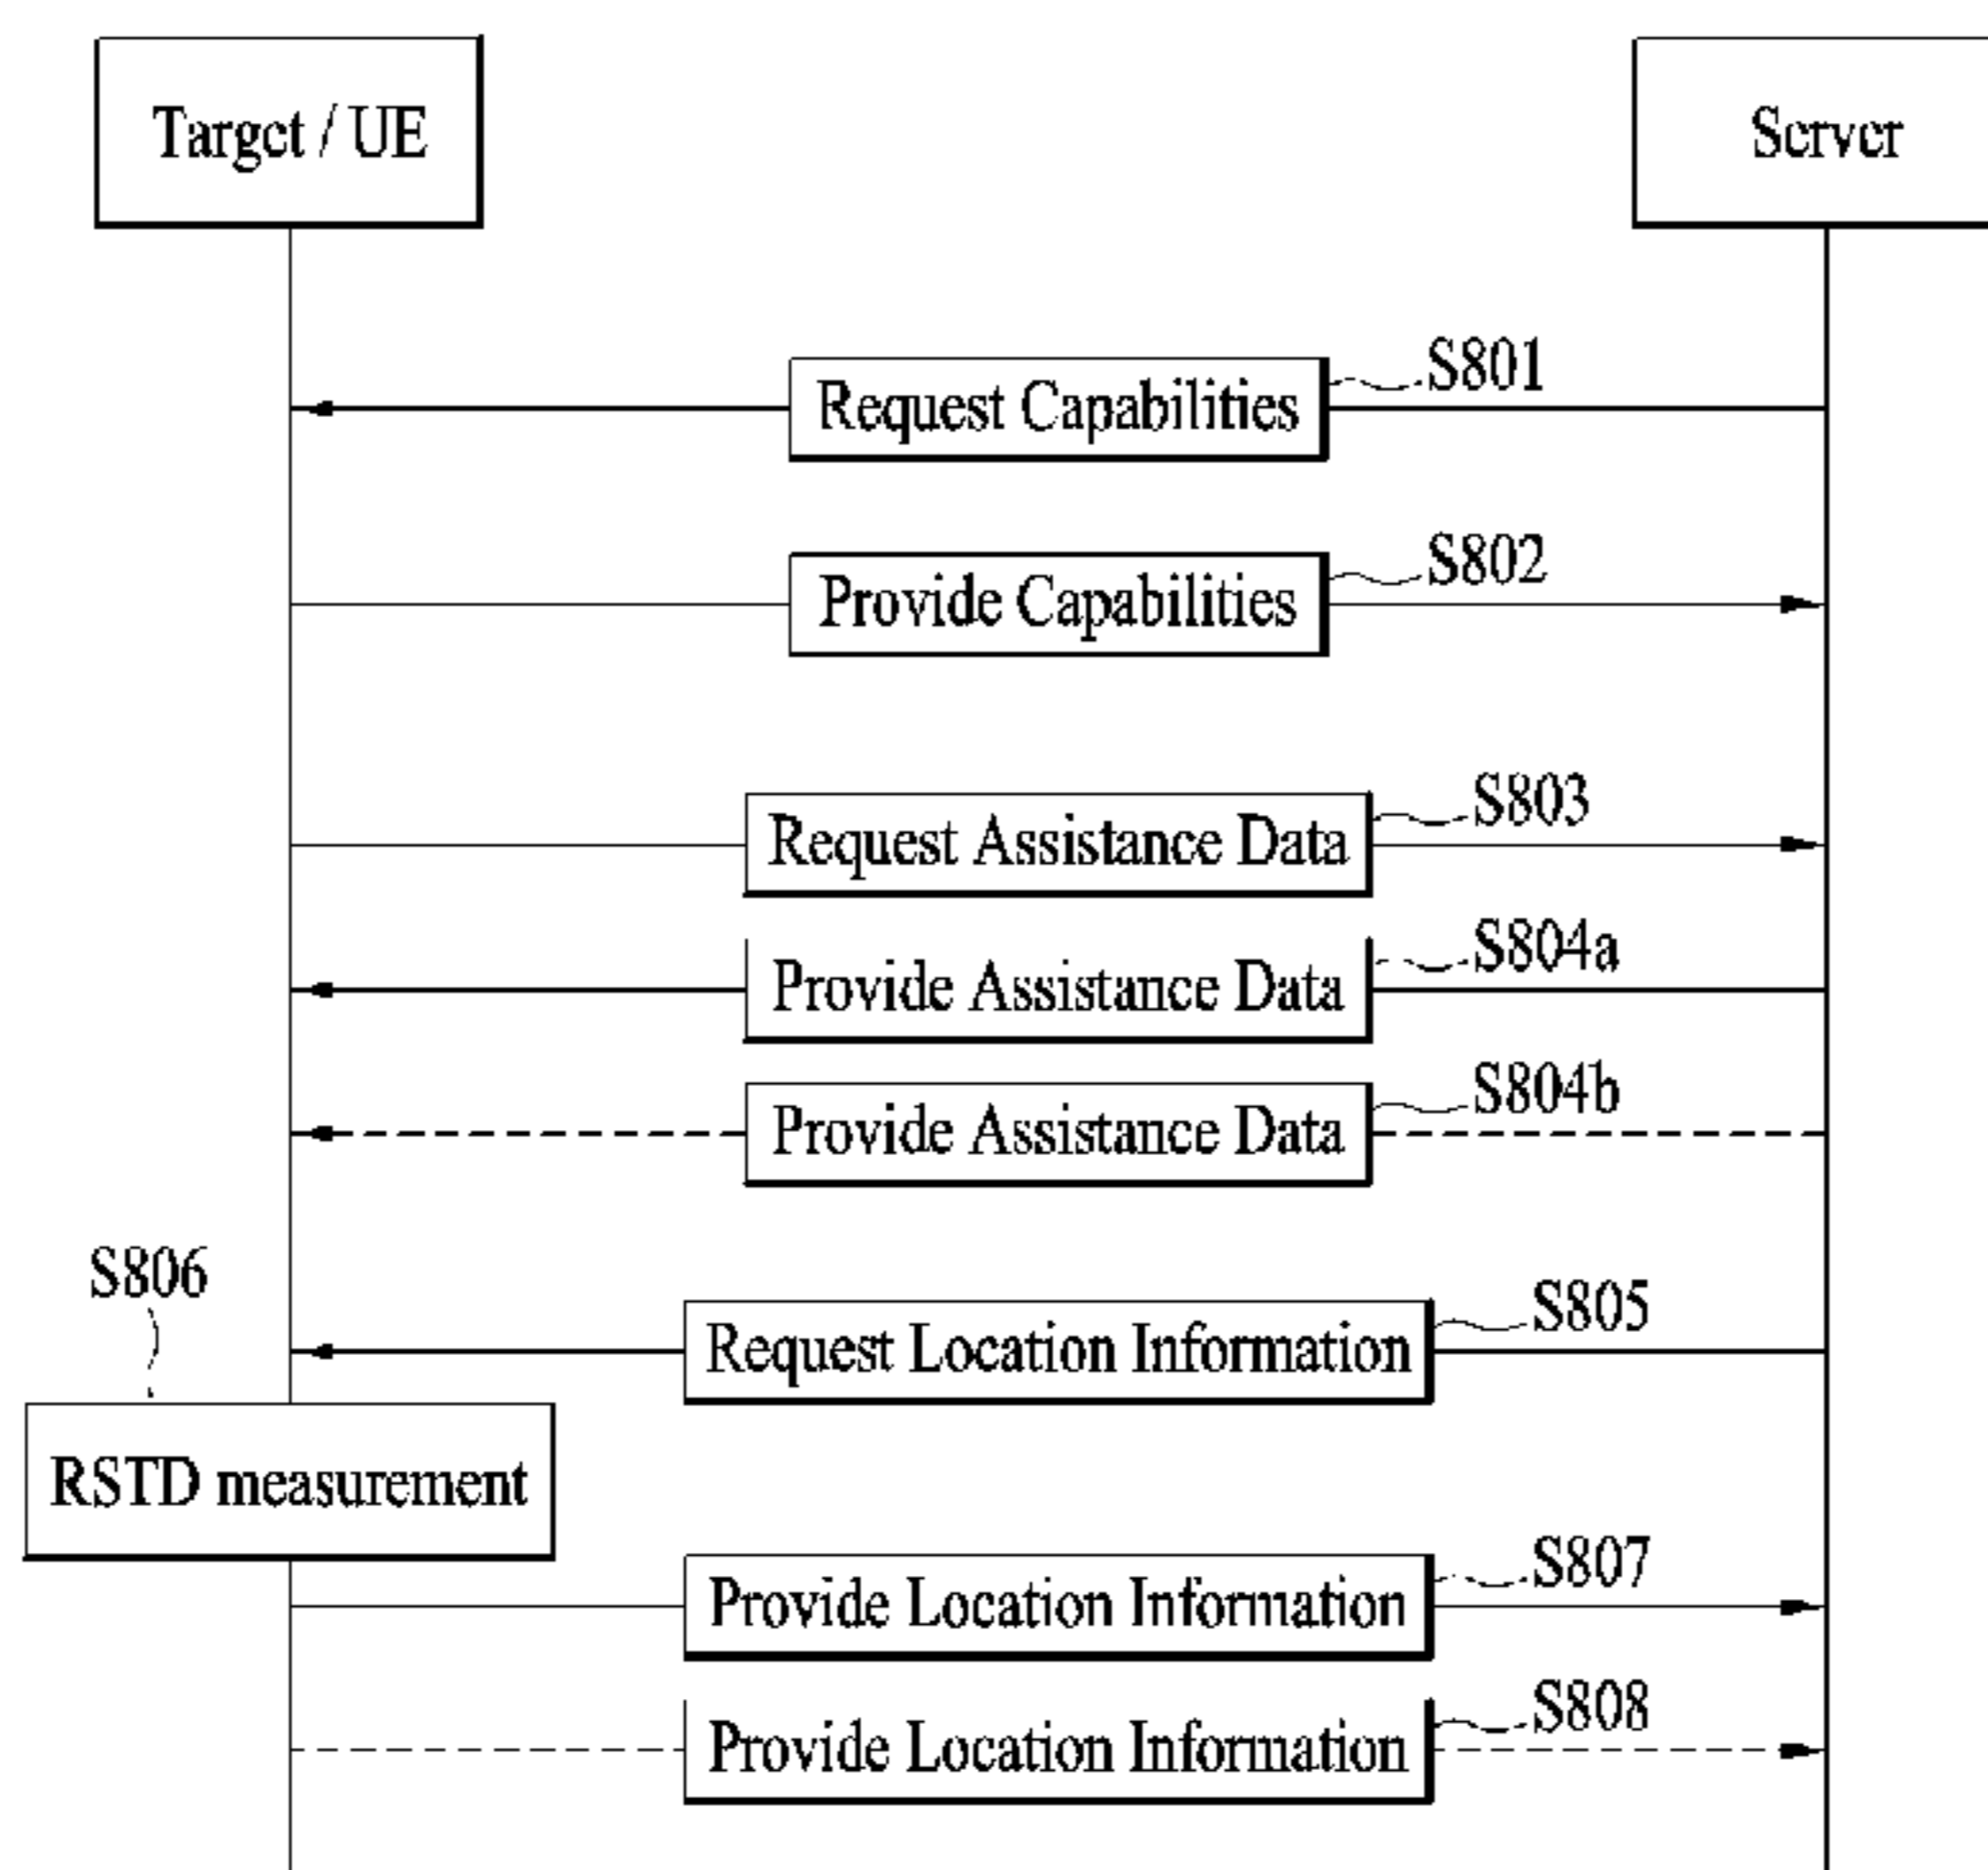 Target / UE
Server
S801
Request Capabilities
S802
Provide Capabilities
S803
Request Assistance Data
S804a
Provide Assistance Data
S804b
Provide Assistance Data
S806
S805
Request Location Information
RSTD measurement
S807
Provide Location Information
S808
Provide Location Information